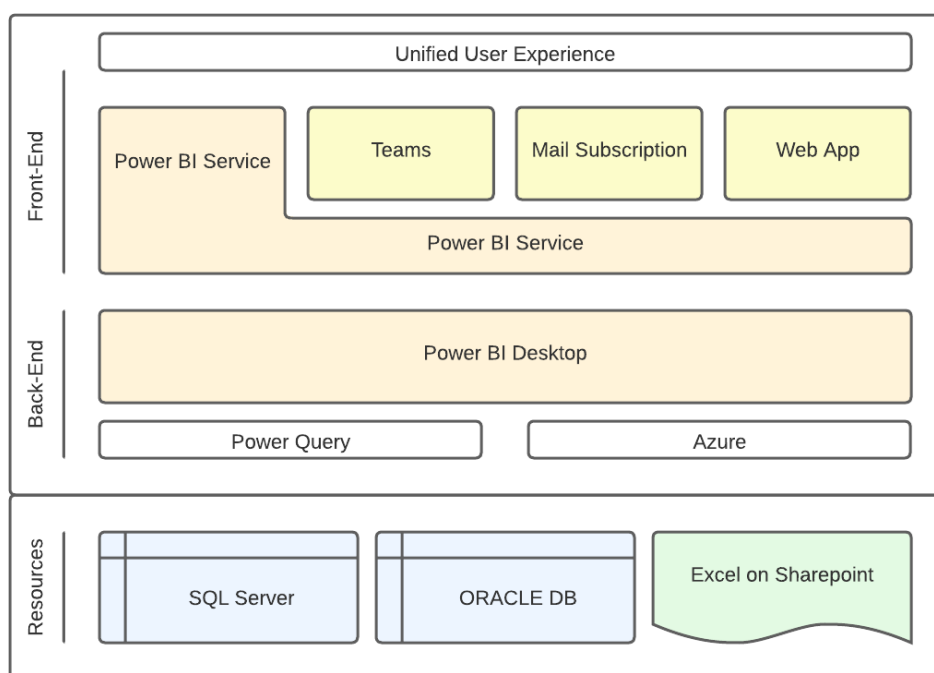 Unified User Experience
Front-End
Power BI Service
Teams
Mail Subscription
Web App
Power BI Service
Back-End
Power BI Desktop
Power Query
Azure
Resources
SQL Server
ORACLE DB
Excel on Sharepoint